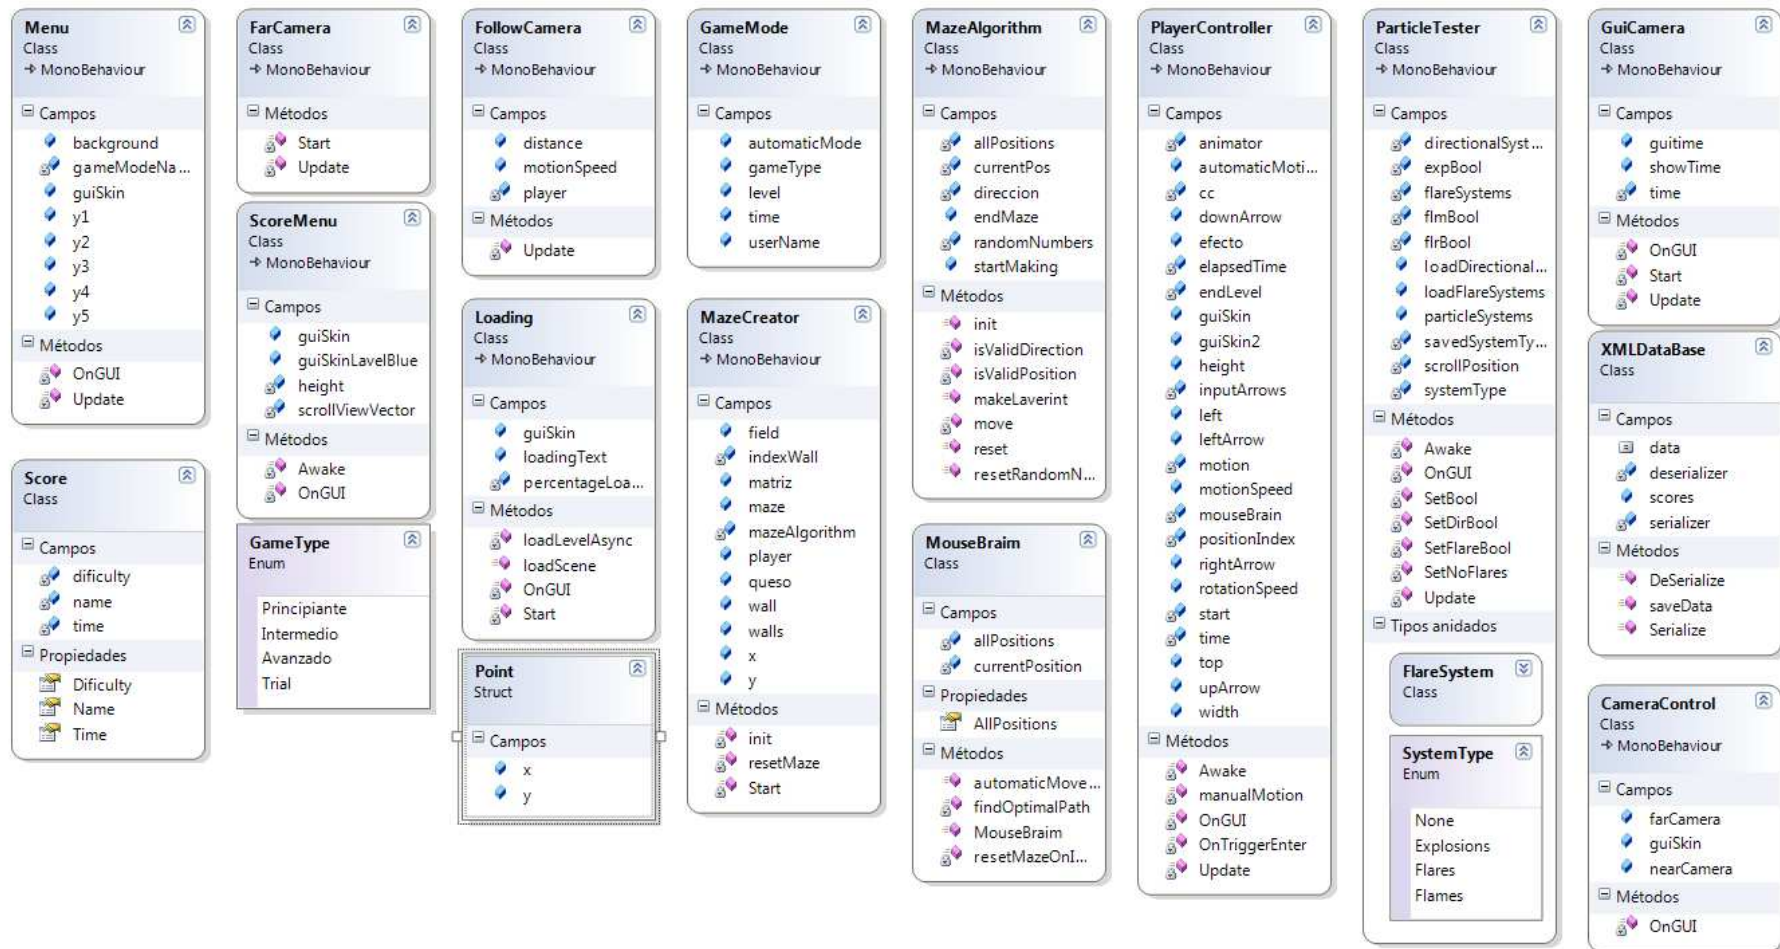 Menu
Class
MonoBehaviour
Campos
background
gameModeNa...
guiSkin
y1
y2
y3
y4
y5
Métodos
OnGUI
Update
Score
Class
Campos
dificulty
name
time
Propiedades
Dificulty
Name
Time
FarCamera
Class
MonoBehaviour
Métodos
Start
Update
ScoreMenu
Class
MonoBehaviour
Campos
guiSkin
guiSkinLavelBlue
height
scrollViewVector
Métodos
Awake
OnGUI
GameType
Enum
Principiante
Intermedio
Avanzado
Trial
FollowCamera
Class
MonoBehaviour
Campos
distance
motionSpeed
player
Métodos
Update
Loading
Class
MonoBehaviour
Campos
guiSkin
loadingText
percentageLoa...
Métodos
loadLevelAsync
loadScene
OnGUI
Start
Point
Struct
Campos
x
y
GameMode
Class
MonoBehaviour
Campos
automaticMode
gameType
level
time
userName
MazeCreator
Class
MonoBehaviour
Campos
field
indexWall
matriz
maze
mazeAlgorithm
player
queso
wall
walls
x
y
Métodos
init
resetMaze
Start
MazeAlgorithm
Class
MonoBehaviour
Campos
allPositions
currentPos
direccion
endMaze
randomNumbers
startMaking
Métodos
init
isValidDirection
isValidPosition
makeLaverint
move
reset
resetRandomN...
MouseBraim
Class
Campos
allPositions
currentPosition
Propiedades
AllPositions
Métodos
automaticMove...
findOptimalPath
MouseBraim
resetMazeOnI...
PlayerController
Class
MonoBehaviour
Campos
animator
automaticMoti...
cc
downArrow
efecto
elapsedTime
endLevel
guiSkin
guiSkin2
height
inputArrows
left
leftArrow
motion
motionSpeed
mouseBrain
positionIndex
rightArrow
rotationSpeed
start
time
top
upArrow
width
Métodos
Awake
manualMotion
OnGUI
OnTriggerEnter
Update
ParticleTester
Class
MonoBehaviour
Campos
directionalSyst...
expBool
flareSystems
flmBool
flrBool
loadDirectional...
loadFlareSystems
particleSystems
savedSystemTy...
scrollPosition
systemType
Métodos
Awake
OnGUI
SetBool
SetDirBool
SetFlareBool
SetNoFlares
Update
Tipos anidados
FlareSystem
Class
SystemType
Enum
None
Explosions
Flares
Flames
GuiCamera
Class
MonoBehaviour
Campos
guitime
showTime
time
Métodos
OnGUI
Start
Update
XMLDataBase
Class
Campos
data
deserializer
scores
serializer
Métodos
DeSerialize
saveData
Serialize
CameraControl
Class
MonoBehaviour
Campos
farCamera
guiSkin
nearCamera
Métodos
OnGUI